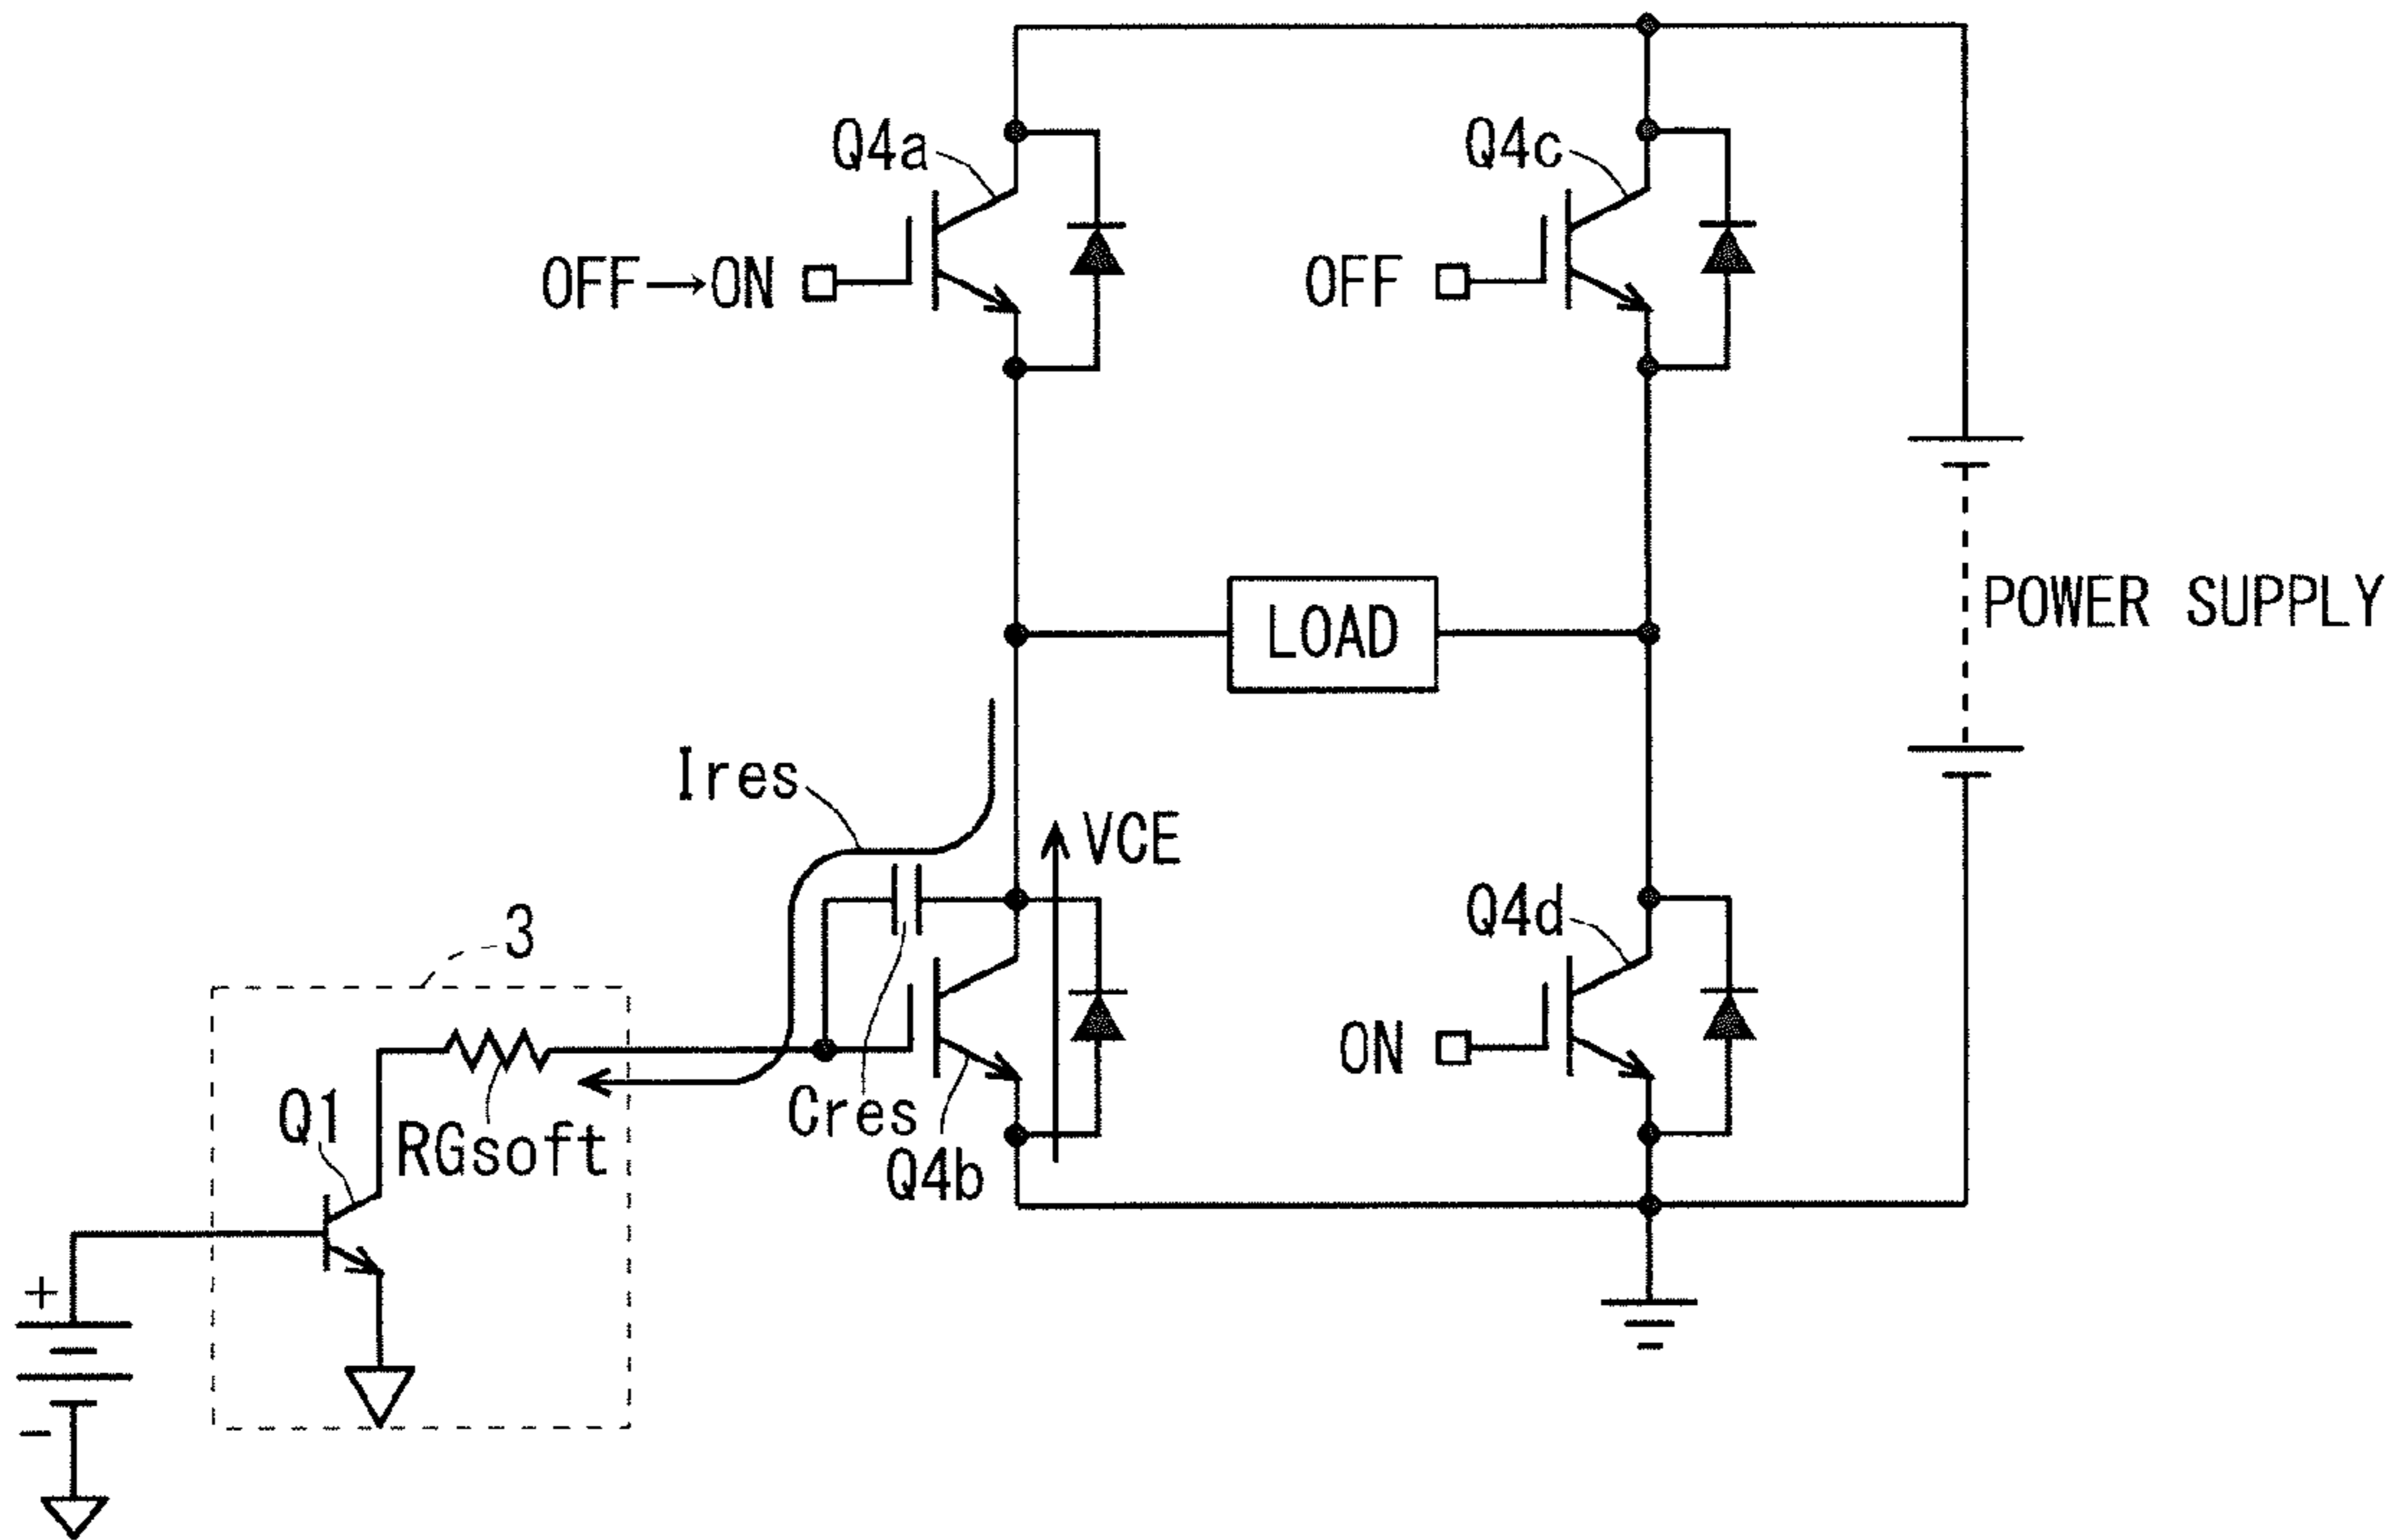 Q4a
Q4c
OFF→ON
OFF
LOAD
POWER SUPPLY
Ires
VCE
3
Q4d
ON
Q1
RGsoft
Cres
Q4b
+
-